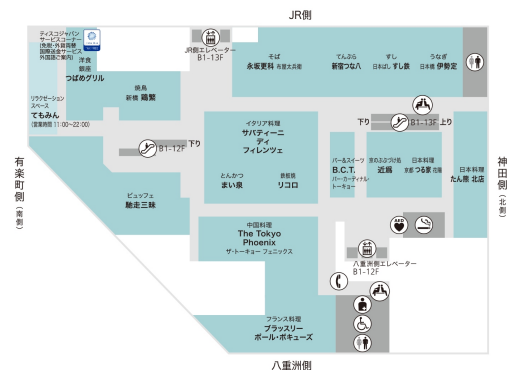 JR側
ディスコジャパン
サービスコーナー
(免税・外貨両替
国際送金サービス
外国語ご案内)
洋食
銀座
つばめグリル
JR側エレベーター
B1-13F
そば
永坂更科 布屋太兵衛
てんぷら
新宿つな八
すし
日本ばし すし鉄
うなぎ
日本橋 伊勢定
焼鳥
新橋 鶏繁
リラクゼーション
スペース
てもみん
(営業時間 11:00～22:00)
下り
B1-12F
イタリア料理
サバティーニ
ディ
フィレンツェ
下り
B1-13F 上り
とんかつ
まい泉
鉄板焼
リコロ
バー&スイーツ
B.C.T.
バー・カーディナル・
トーキョー
京のおぶづけ処
近為
日本料理
京都 つる家 花簾
日本料理
たん熊 北店
有楽町側
(南側)
神田側
(北側)
ビュッフェ
馳走三昧
中国料理
The Tokyo
Phoenix
ザ・トーキョー フェニックス
AED
八重洲側エレベーター
B1-12F
フランス料理
ブラッスリー
ポール・ボキューズ
八重洲側